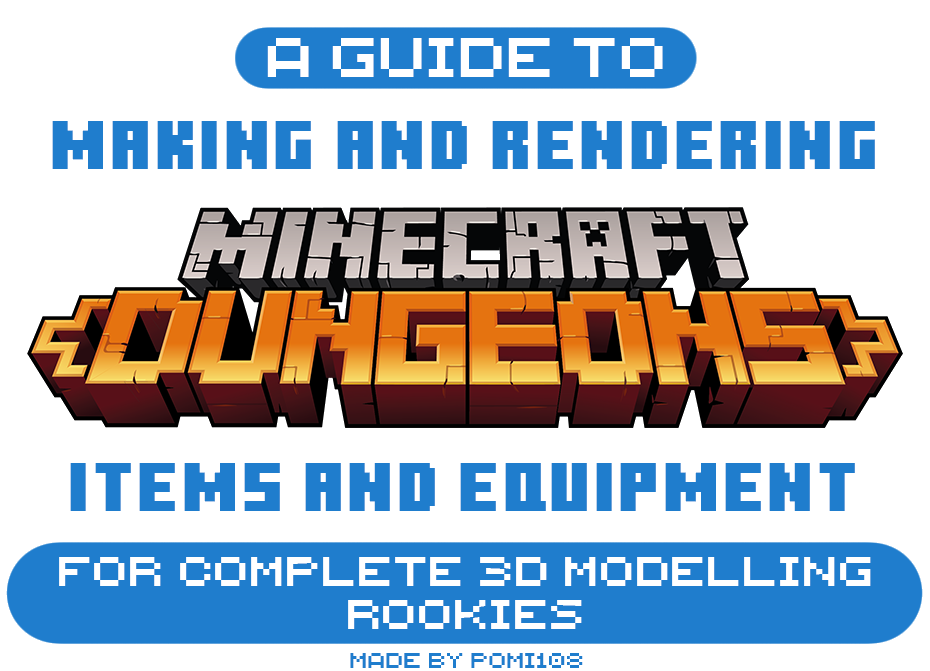 A GUIDE TO
MAKING AND RENDERING
MINECRAFT
DUNGEONS
ITEMS AND EQUIPMENT
FOR COMPLETE 3D MODELLING
ROOKIES
MADE BY POMI108